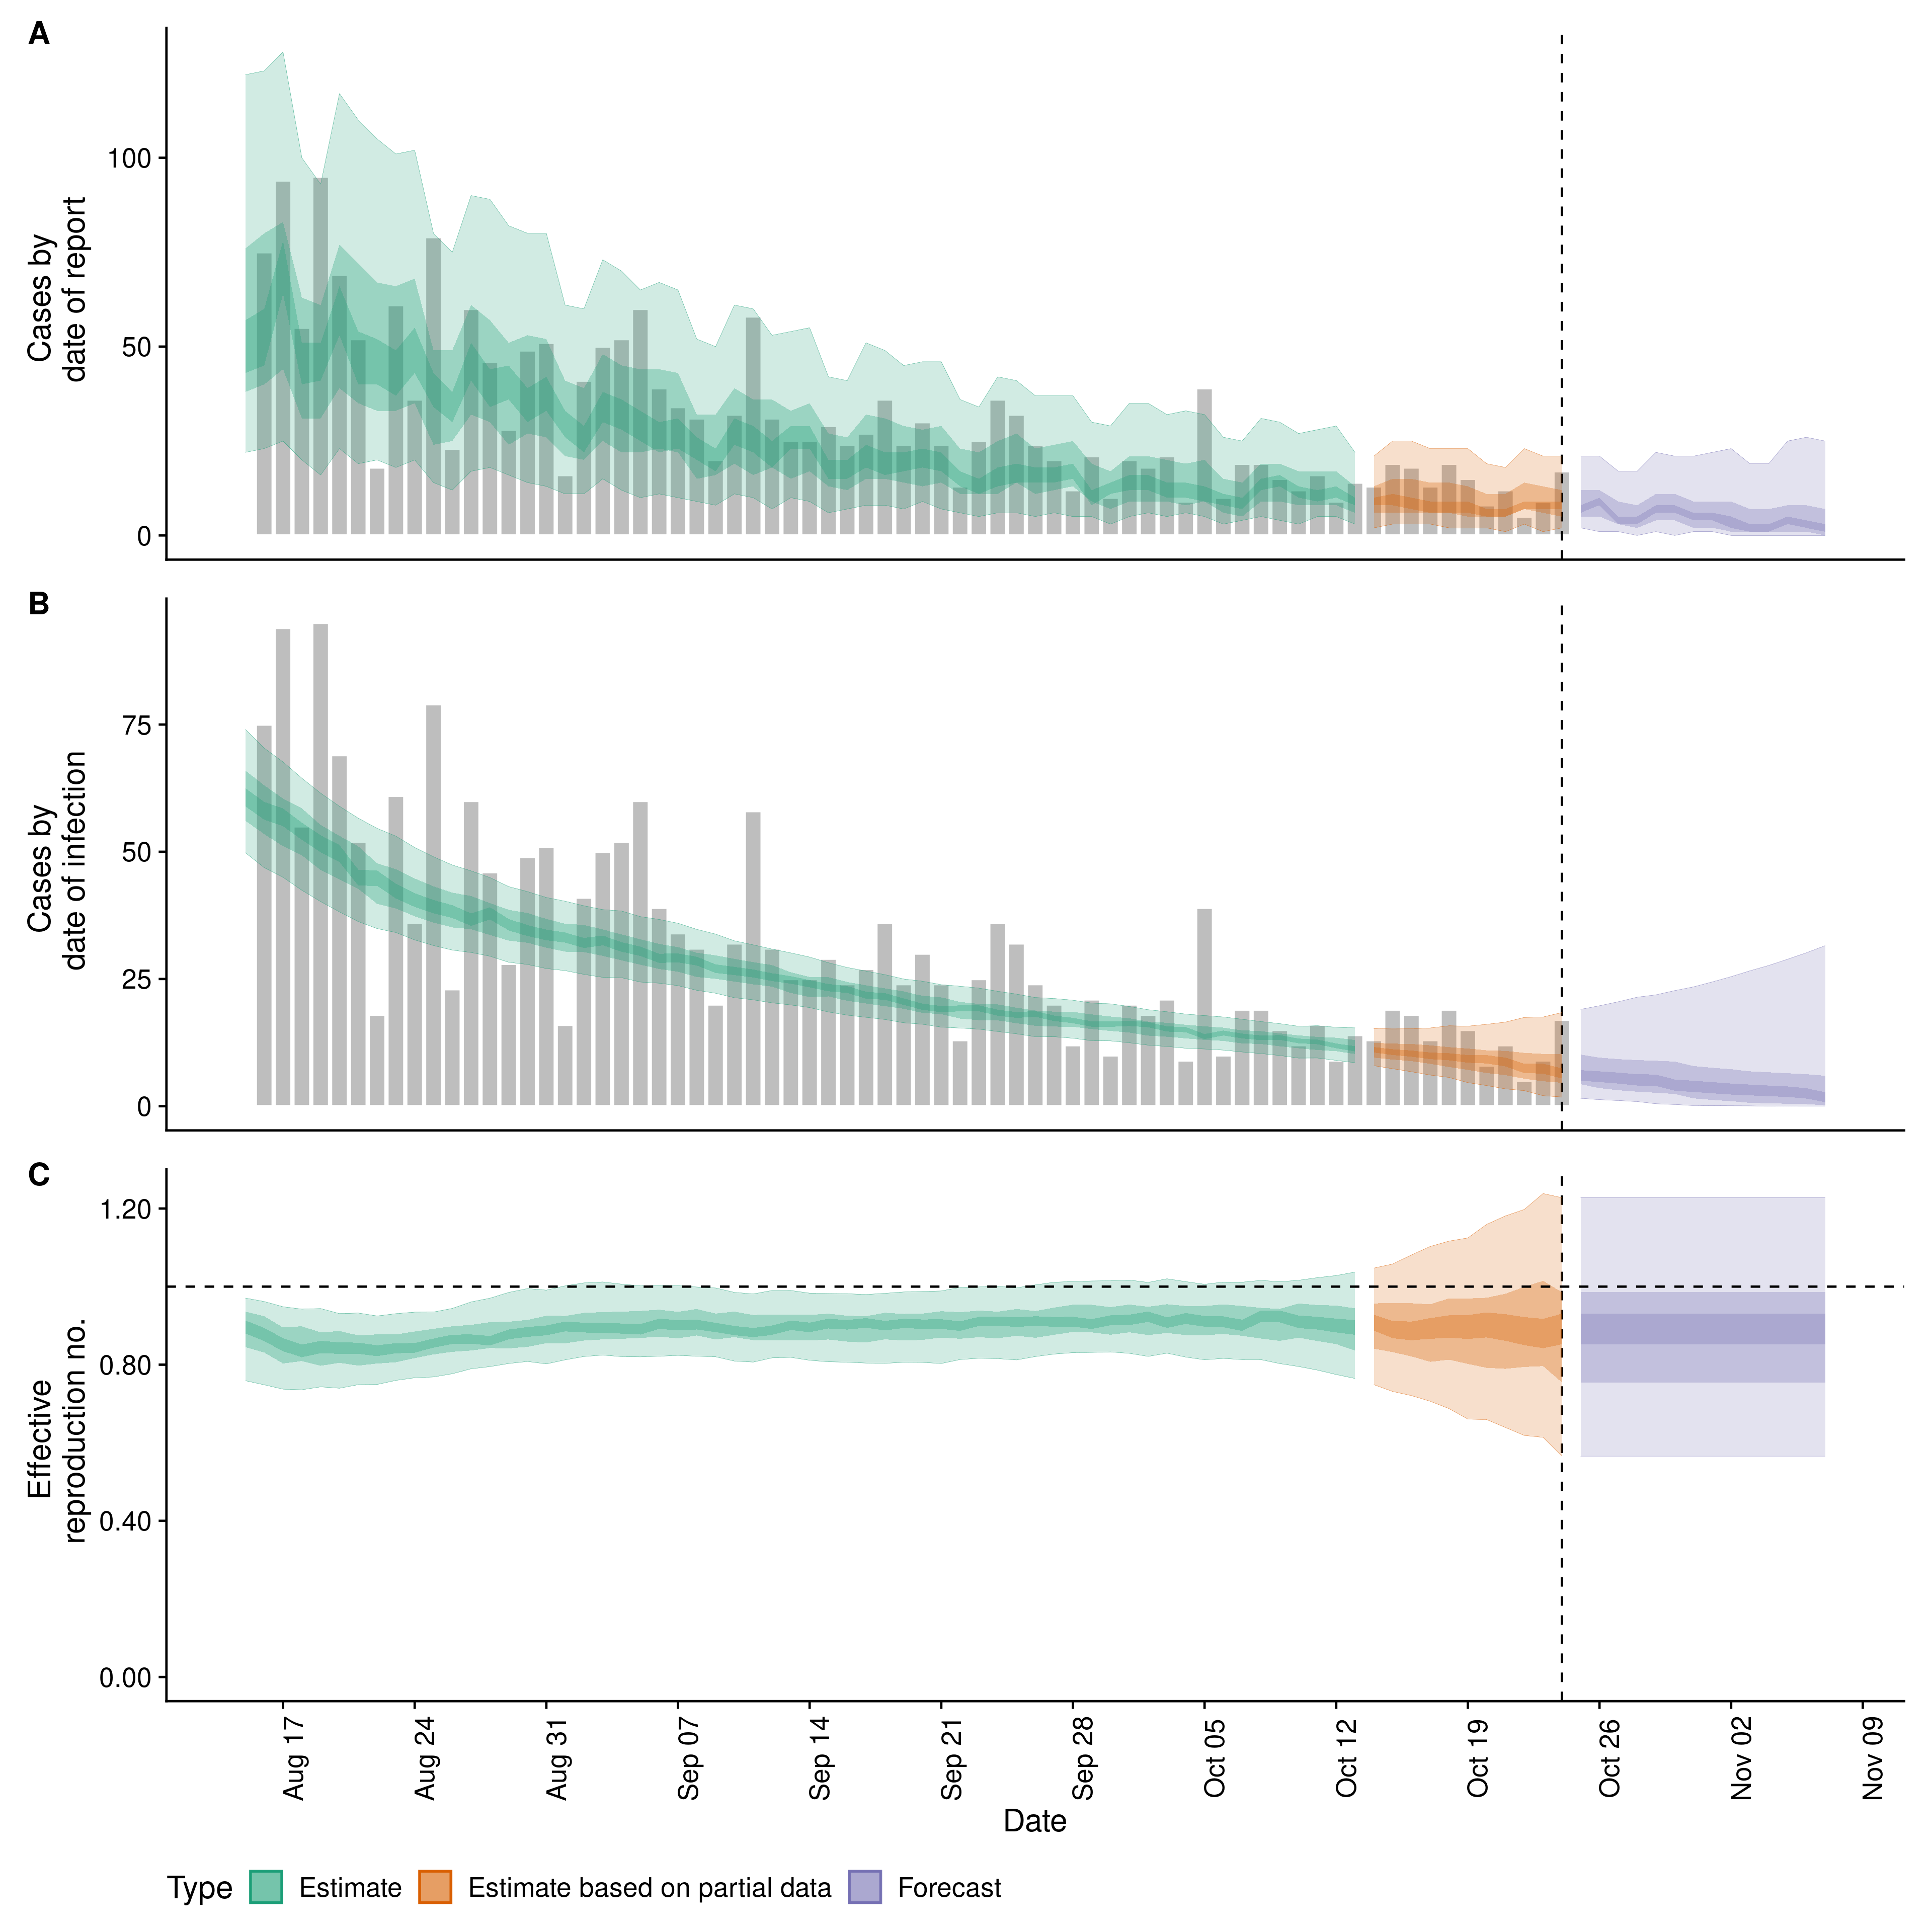 A
Cases by
date of report
100
50
0
B
Cases by
date of infection
75
50
25
0
C
Effective
reproduction no.
1.20
0.80
0.40
0.00
Aug 17
Aug 24
Aug 31
Sep 07
Sep 14
Sep 21
Sep 28
Oct 05
Oct 12
Oct 19
Oct 26
Nov 02
Nov 09
Date
Type Estimate Estimate based on partial data Forecast